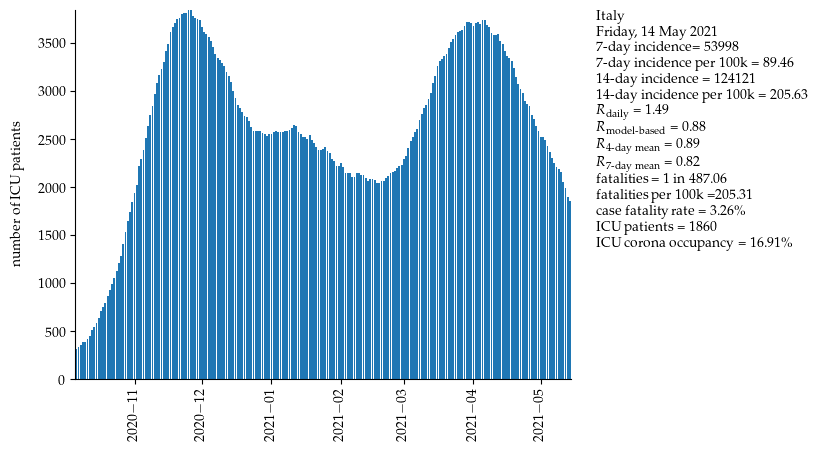 Italy
Friday, 14 May 2021
7-day incidence= 53998
7-day incidence per 100k = 89.46
14-day incidence = 124121
14-day incidence per 100k = 205.63
R daily = 1.49
R model-based = 0.88
R 4-day mean = 0.89
R 7-day mean = 0.82
fatalities = 1 in 487.06
fatalities per 100k =205.31
case fatality rate = 3.26%
ICU patients = 1860
ICU corona occupancy = 16.91%
number of ICU patients
3500
3000
2500
2000
1500
1000
500
0
2020−11
2020−12
2021−01
2021−02
2021−03
2021−04
2021−05